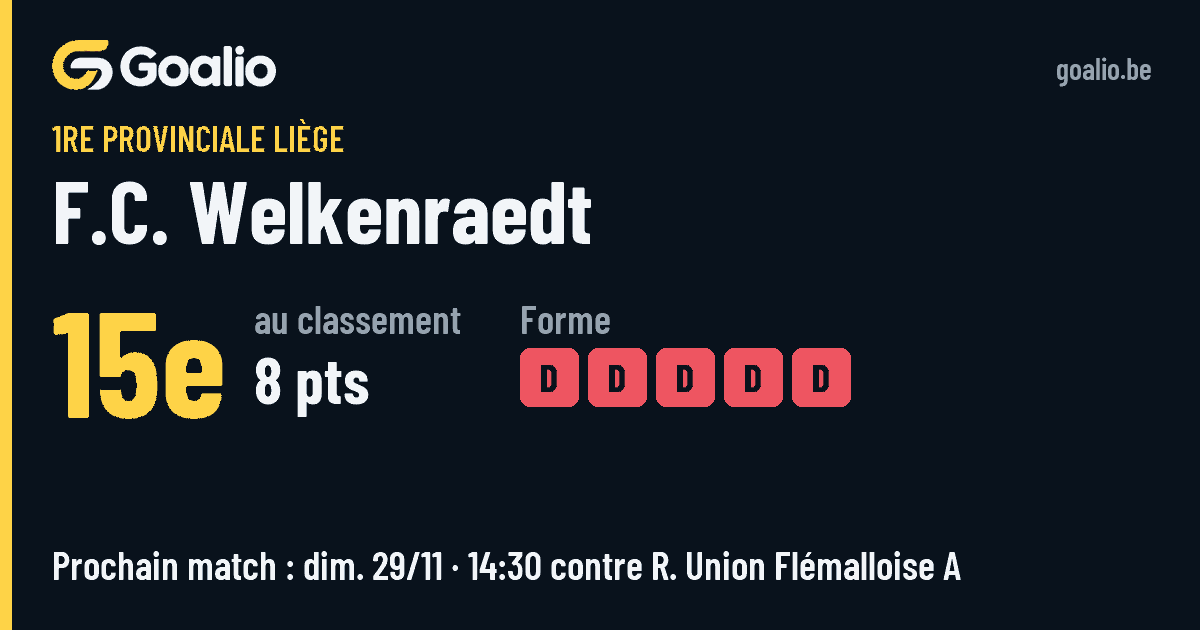 Goalio
goalio.be
1RE PROVINCIALE LIÈGE
F.C. Welkenraedt
15e
au classement
8 pts
Forme
D D D D D
Prochain match : dim. 29/11 · 14:30 contre R. Union Flémalloise A